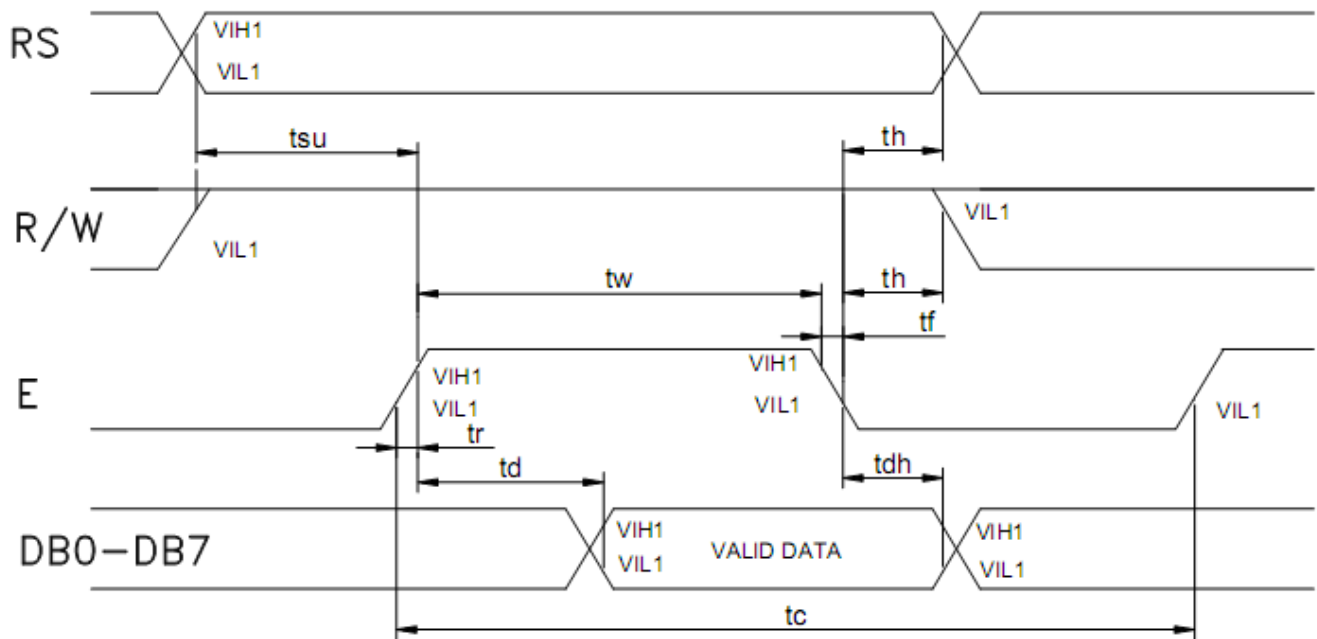 RS
VIH1
VIL1
tsu
th
R/W
VIL1
VIL1
tw
th
tf
E
VIH1
VIL1
VIH1
VIL1
VIL1
tr
td
tdh
DB0-DB7
VIH1
VIL1
VALID DATA
VIH1
VIL1
tc